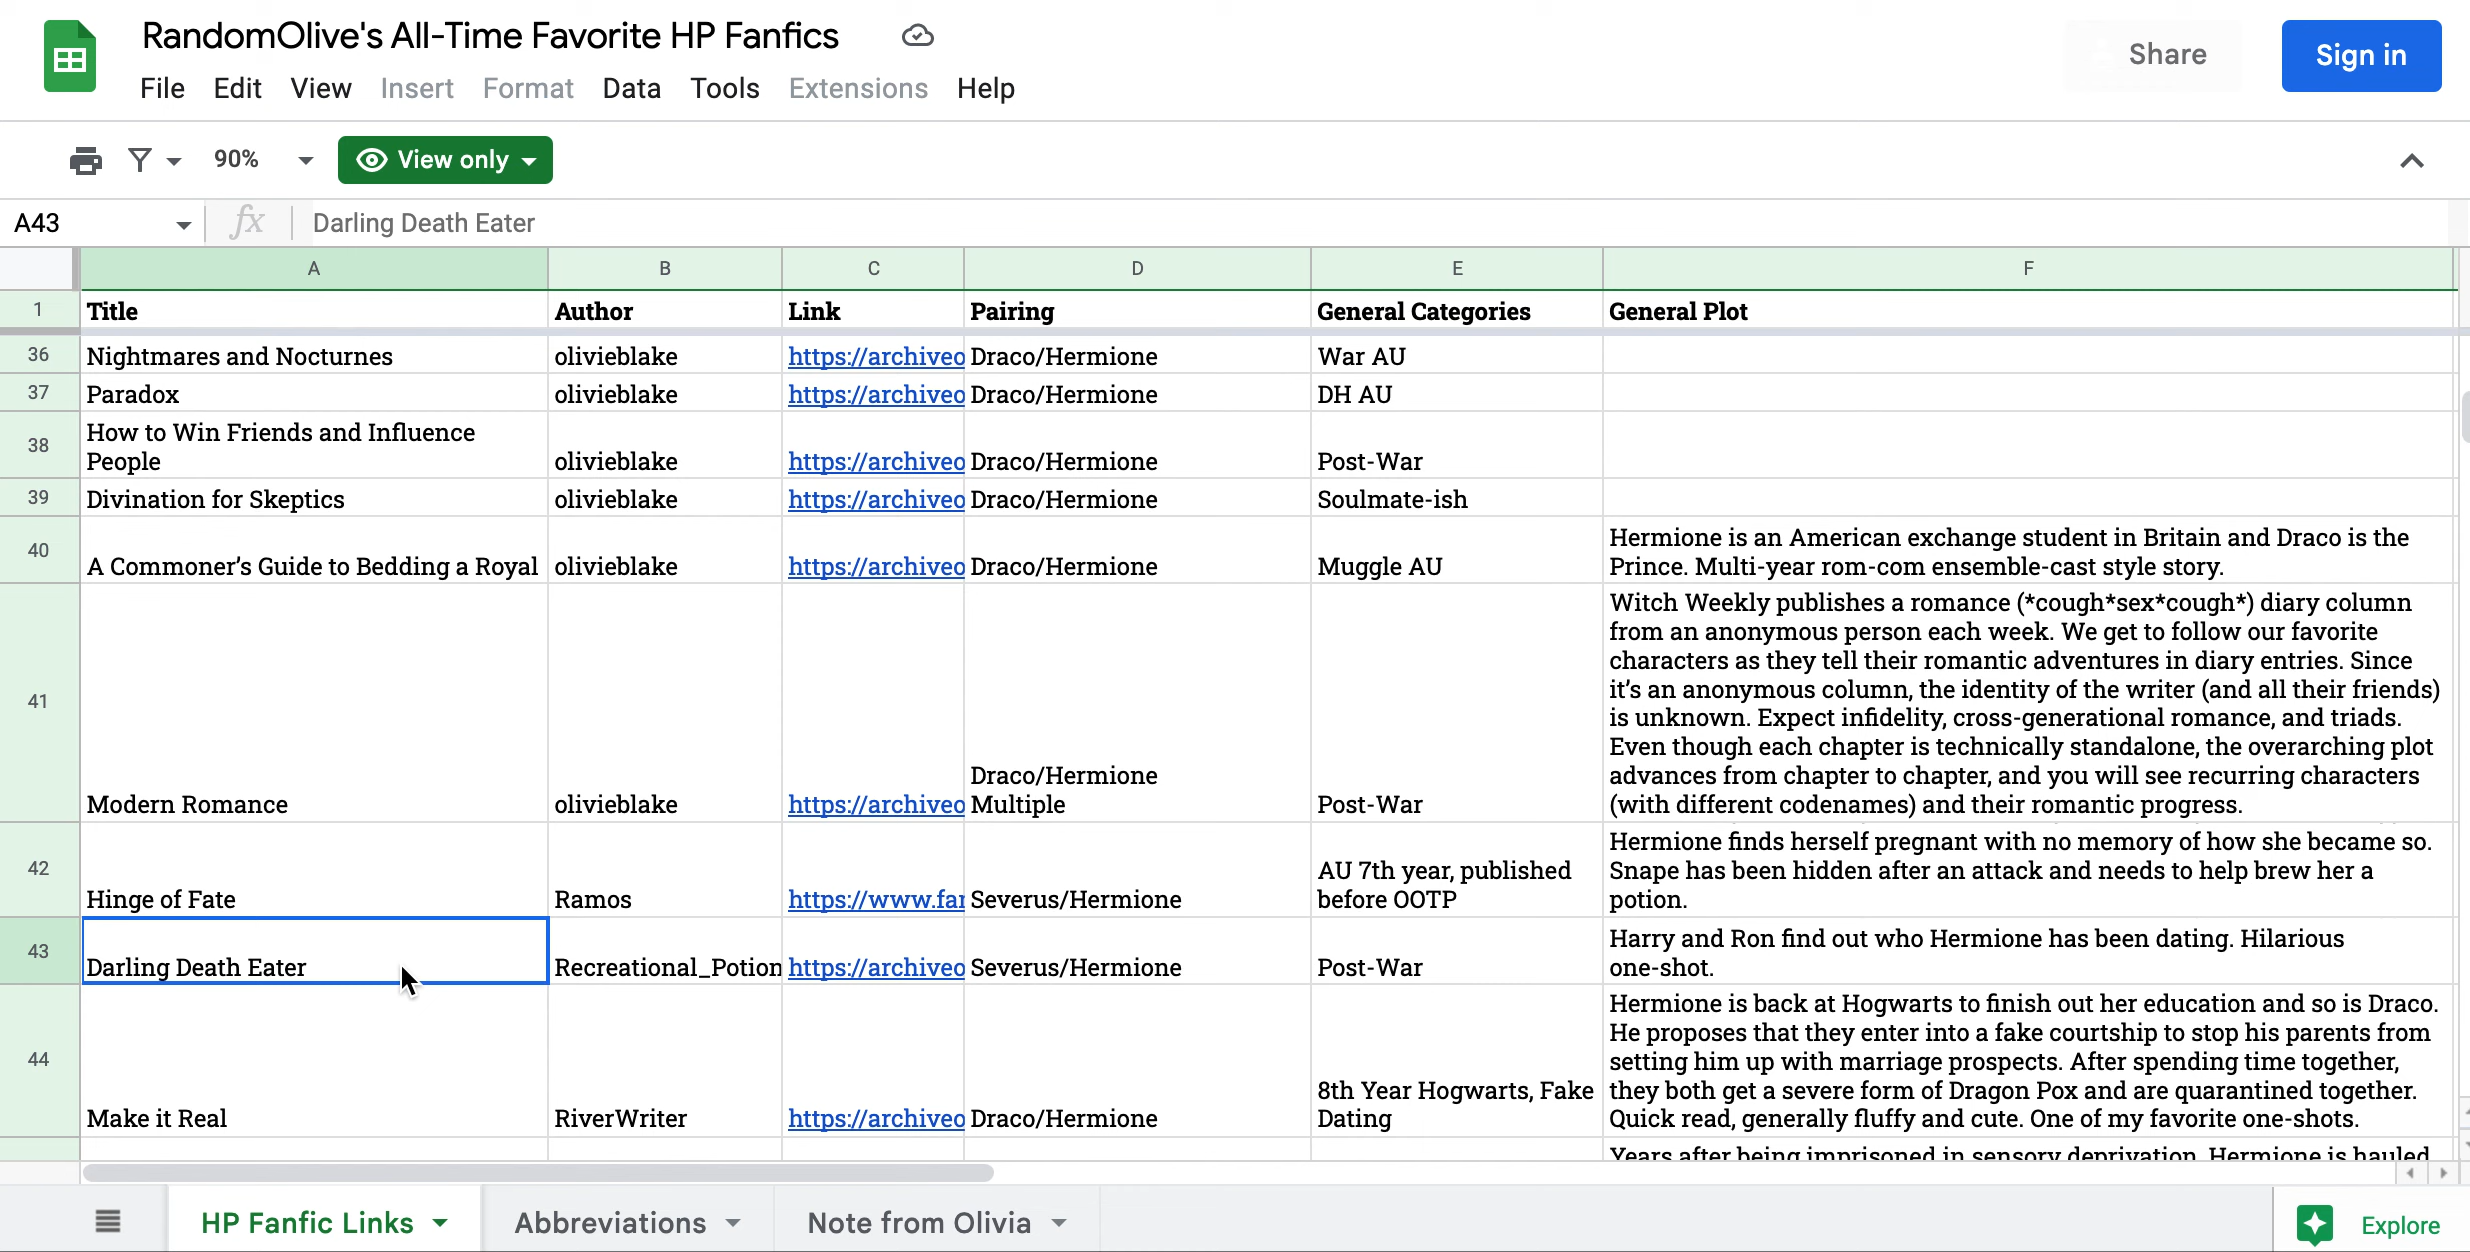 RandomOlive's All-Time Favorite HP Fanfics
Share
Sign in
File Edit View Insert Format Data Tools Extensions Help
90%
View only
A43
fx
Darling Death Eater
A B C D E F
1 Title Author Link Pairing General Categories General Plot
36 Nightmares and Nocturnes olivieblake https://archiveo Draco/Hermione War AU
37 Paradox olivieblake https://archiveo Draco/Hermione DH AU
38 How to Win Friends and Influence
People olivieblake https://archiveo Draco/Hermione Post-War
39 Divination for Skeptics olivieblake https://archiveo Draco/Hermione Soulmate-ish
40 A Commoner's Guide to Bedding a Royal olivieblake https://archiveo Draco/Hermione Muggle AU
Hermione is an American exchange student in Britain and Draco is the
Prince. Multi-year rom-com ensemble-cast style story.
41 Modern Romance olivieblake https://archiveo
Draco/Hermione
Multiple
Post-War
Witch Weekly publishes a romance (*cough*sex*cough*) diary column
from an anonymous person each week. We get to follow our favorite
characters as they tell their romantic adventures in diary entries. Since
it's an anonymous column, the identity of the writer (and all their friends)
is unknown. Expect infidelity, cross-generational romance, and triads.
Even though each chapter is technically standalone, the overarching plot
advances from chapter to chapter, and you will see recurring characters
(with different codenames) and their romantic progress.
42 Hinge of Fate Ramos https://www.fan Severus/Hermione
AU 7th year, published
before OOTP
Hermione finds herself pregnant with no memory of how she became so.
Snape has been hidden after an attack and needs to help brew her a
potion.
43 Darling Death Eater Recreational_Potion https://archiveo Severus/Hermione Post-War
Harry and Ron find out who Hermione has been dating. Hilarious
one-shot.
44 Make it Real RiverWriter https://archiveo Draco/Hermione
8th Year Hogwarts, Fake
Dating
Hermione is back at Hogwarts to finish out her education and so is Draco.
He proposes that they enter into a fake courtship to stop his parents from
setting him up with marriage prospects. After spending time together,
they both get a severe form of Dragon Pox and are quarantined together.
Quick read, generally fluffy and cute. One of my favorite one-shots.
Years after being imprisoned in sensory deprivation, Hermione is hauled
HP Fanfic Links
Abbreviations
Note from Olivia
Explore